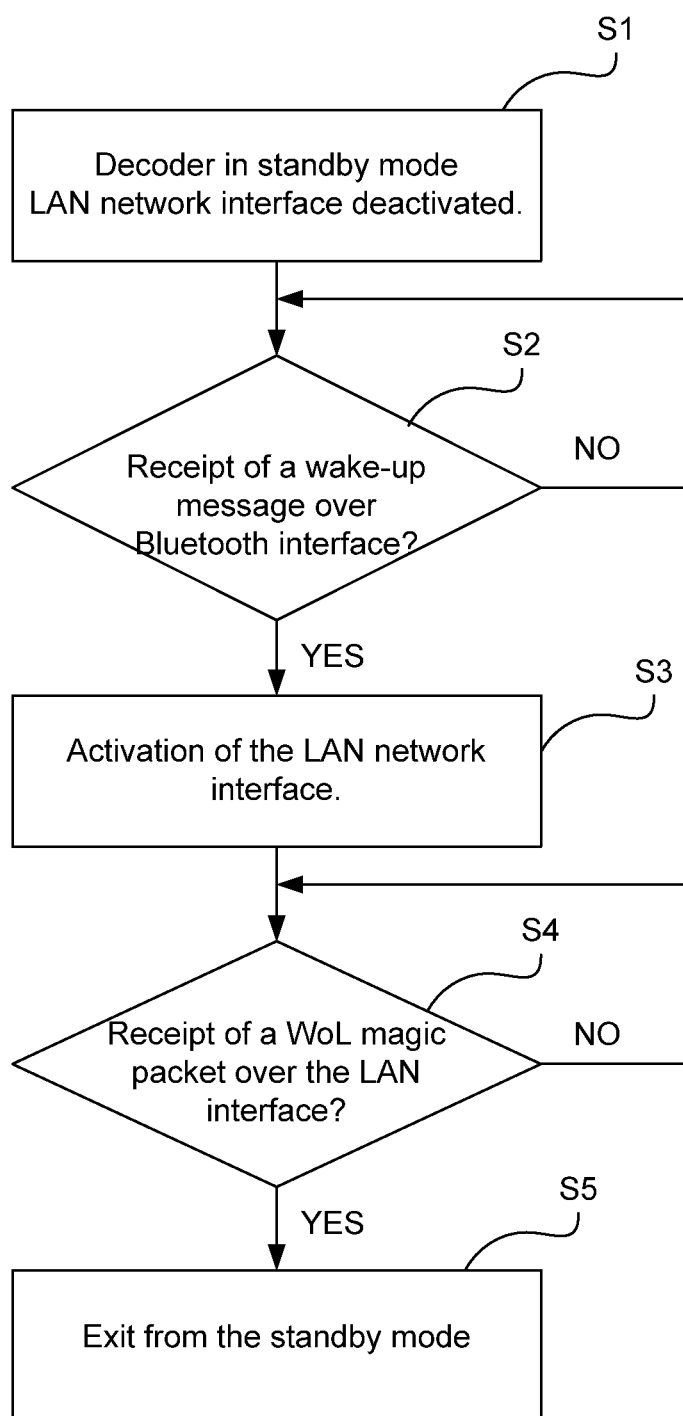 S1
Decoder in standby mode
LAN network interface deactivated.
S2
Receipt of a wake-up
message over
Bluetooth interface?
NO
YES
S3
Activation of the LAN network
interface.
S4
Receipt of a WoL magic
packet over the LAN
interface?
NO
YES
S5
Exit from the standby mode